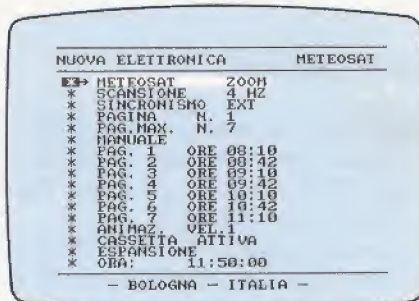 NUOVA ELETTRONICA METEOSAT
* → METEOSAT ZOOM
* SCANSIONE 4 HZ
* SINCRONISMO EXT
* PAGINA N. 1
* PAG.MAX. N. 7
* MANUALE
* PAG. 1 ORE 08:10
* PAG. 2 ORE 08:42
* PAG. 3 ORE 09:10
* PAG. 4 ORE 09:42
* PAG. 5 ORE 10:10
* PAG. 6 ORE 10:42
* PAG. 7 ORE 11:10
* ANIMAZ. VEL.1
* CASSETTA ATTIVA
* ESPANSIONE
* ORA: 11:50:00
- BOLOGNA - ITALIA -